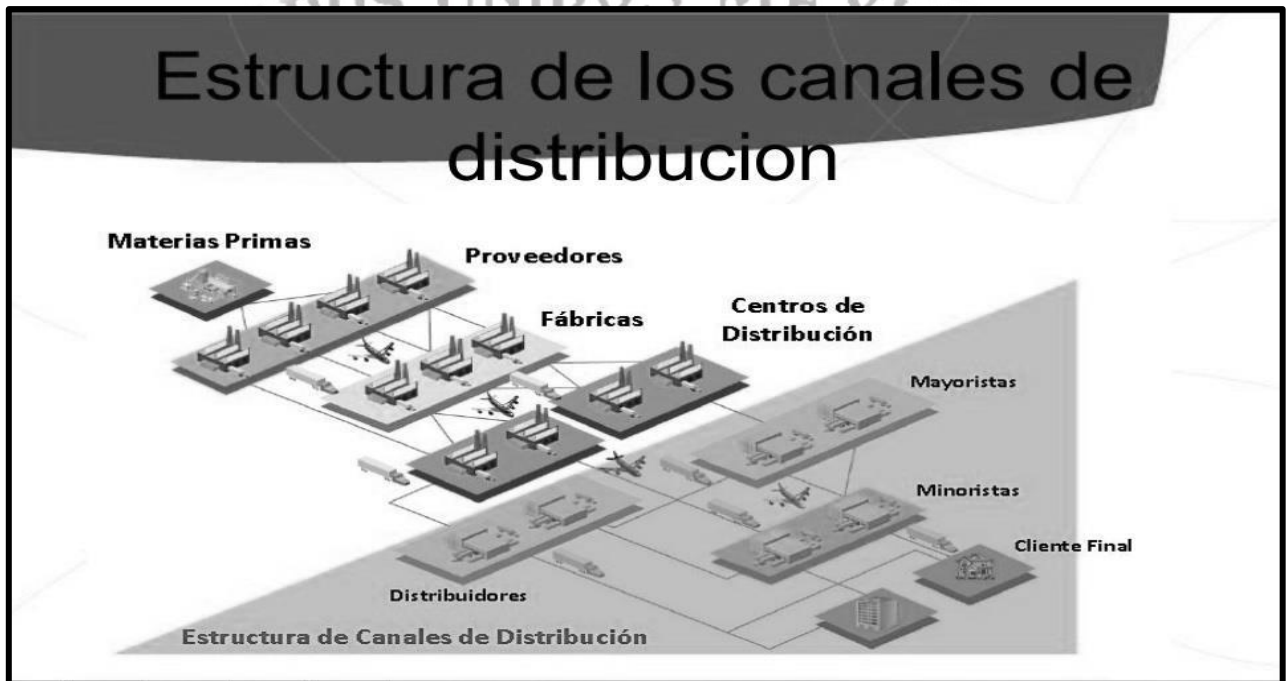 Estructura de los canales de
distribucion
Materias Primas
Proveedores
Fábricas
Centros de
Distribución
Mayoristas
Minoristas
Cliente Final
Distribuidores
Estructura de Canales de Distribución